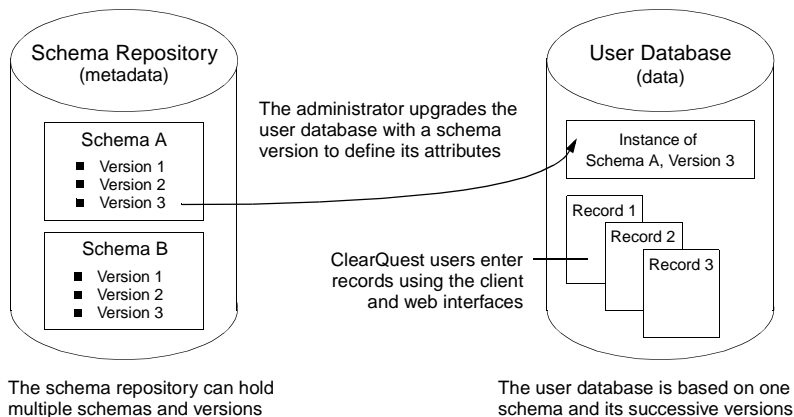 Schema Repository
(metadata)
Schema A
Version 1
Version 2
Version 3
Schema B
Version 1
Version 2
Version 3
The schema repository can hold
multiple schemas and versions
The administrator upgrades the
user database with a schema
version to define its attributes
ClearQuest users enter
records using the client
and web interfaces
User Database
(data)
Instance of
Schema A, Version 3
Record 1
Record 2
Record 3
The user database is based on one
schema and its successive versions